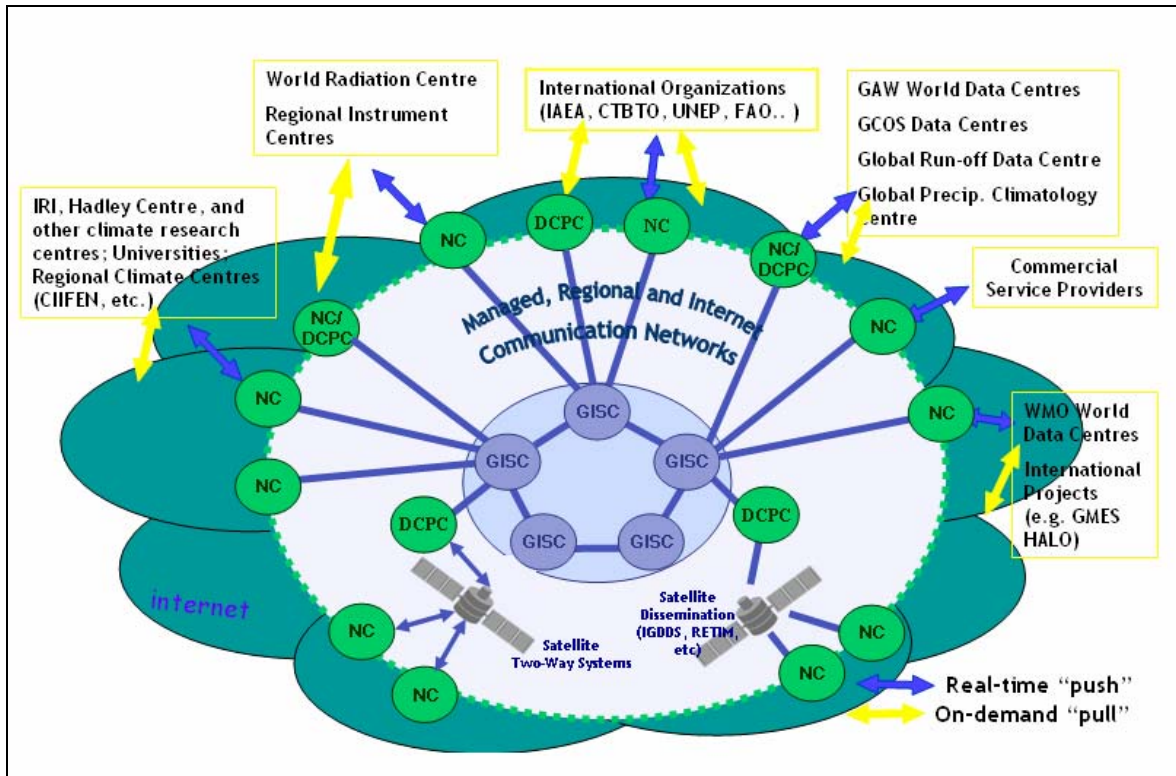 World Radiation Centre
Regional Instrument
Centres
International Organizations
(IAEA, CTBTO, UNEP, FAO.. )
GAW World Data Centres
GCOS Data Centres
Global Run-off Data Centre
Global Precip. Climatology
Centre
IRI, Hadley Centre, and
other climate research
centres; Universities;
Regional Climate Centres
(CIIFEN, etc.)
Commercial
Service Providers
WMO World
Data Centres
International
Projects
(e.g. GMES
HALO)
NC
DCPC
NC
NC/
DCPC
NC/
DCPC
NC
NC
NC
NC
Managed, Regional and Internet
Communication Networks
GISC
GISC
GISC
GISC
GISC
DCPC
DCPC
internet
Satellite
Two-Way Systems
Satellite
Dissemination
(IGDDS, RETIM,
etc)
NC
NC
NC
NC
Real-time “push”
On-demand “pull”